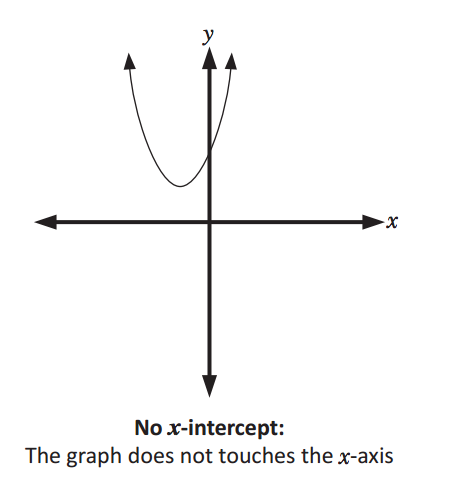 y
x
No x-intercept:
The graph does not touches the x-axis